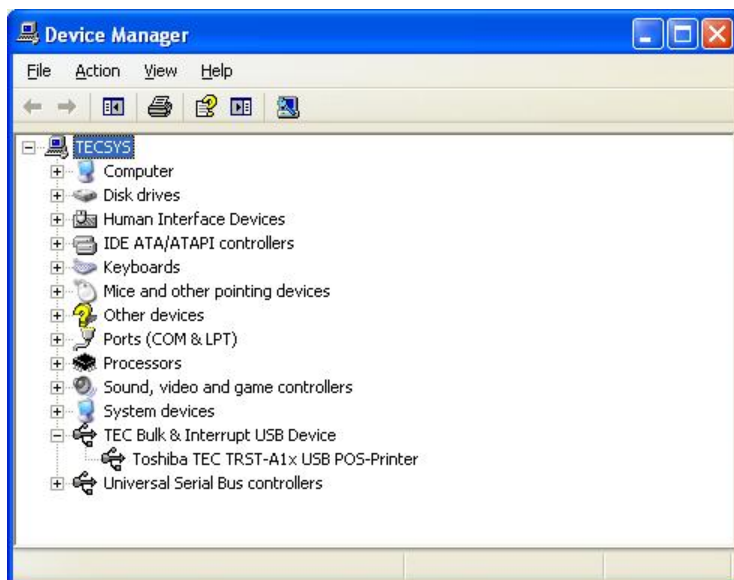 Device Manager
File Action View Help
TECSYS
Computer
Disk drives
Human Interface Devices
IDE ATA/ATAPI controllers
Keyboards
Mice and other pointing devices
Other devices
Ports (COM & LPT)
Processors
Sound, video and game controllers
System devices
TEC Bulk & Interrupt USB Device
Toshiba TEC TRST-A1x USB POS-Printer
Universal Serial Bus controllers